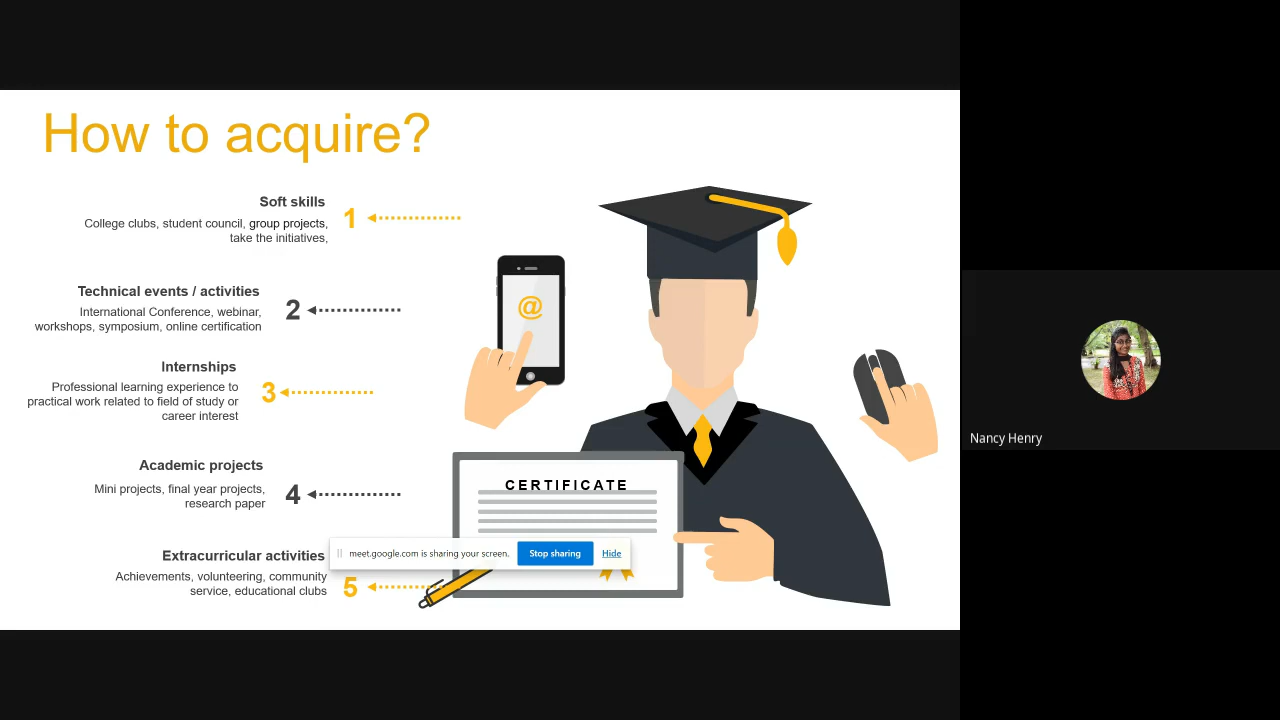 How to acquire?
Soft skills
College clubs, student council, group projects,
take the initiatives,
1
Technical events / activities
International Conference, webinar,
workshops, symposium, online certification
2
Internships
Professional learning experience to
practical work related to field of study or
career interest
3
Academic projects
Mini projects, final year projects,
research paper
4
Extracurricular activities
Achievements, volunteering, community
service, educational clubs
5
@
CERTIFICATE
meet.google.com is sharing your screen.
Stop sharing
Hide
Nancy Henry